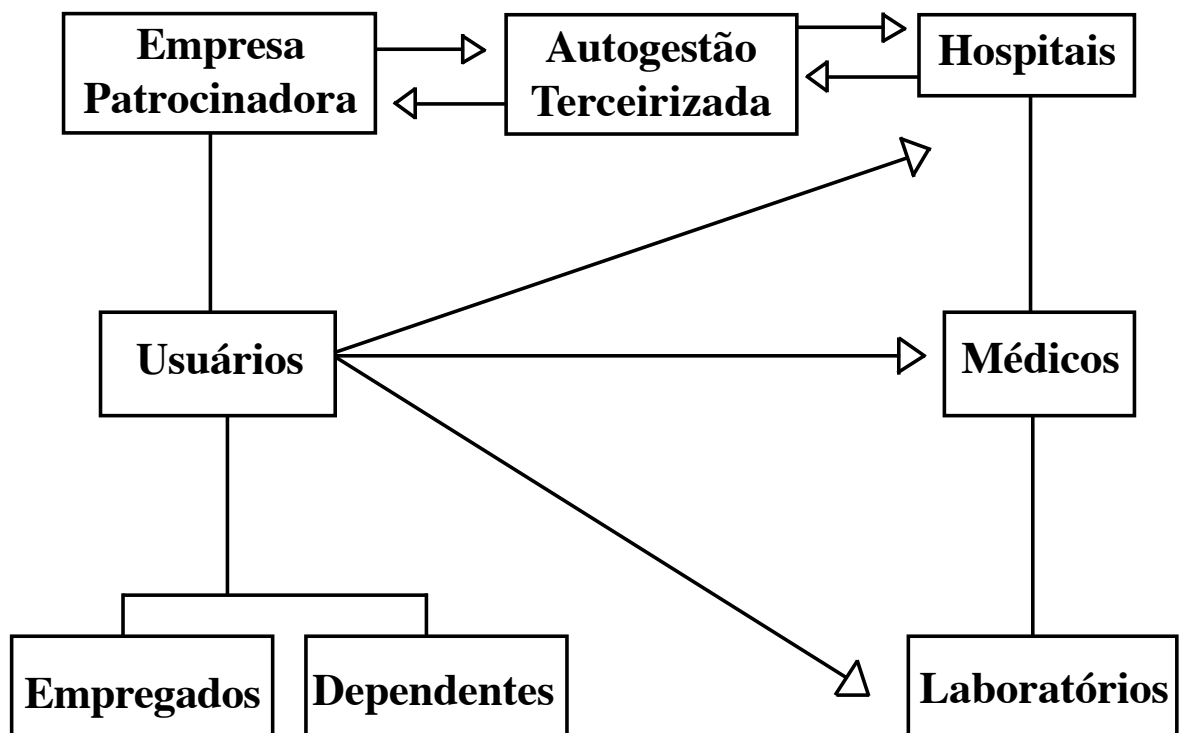 Empresa
Patrocinadora
Autogestão
Terceirizada
Hospitais
Usuários
Médicos
Empregados
Dependentes
Laboratórios